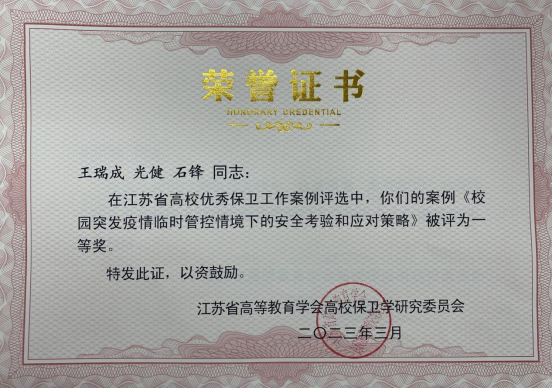 荣誉证书
HONORARY CREDENTIAL
王瑞成 光健 石锋 同志：
在江苏省高校优秀保卫工作案例评选中，你们的案例《校
园突发疫情临时管控情境下的安全考验和应对策略》被评为一
等奖。
特发此证，以资鼓励。
江苏省高等教育学会高校保卫学研究委员会
二〇二三年三月